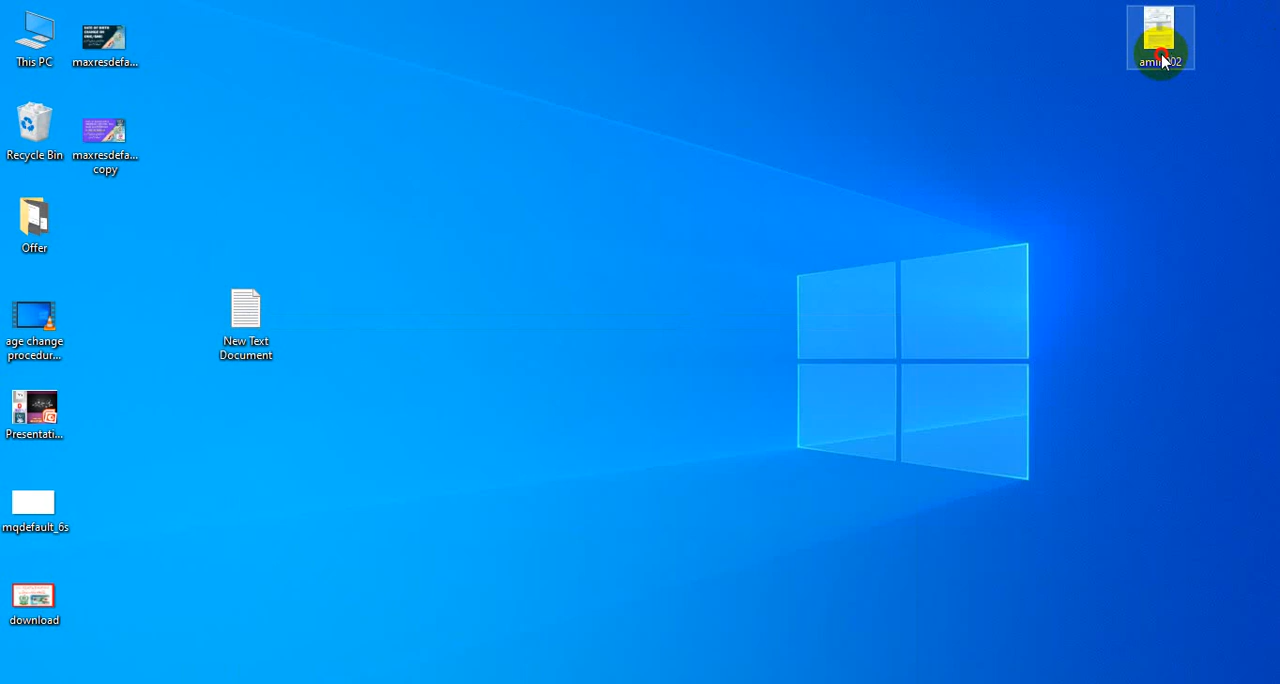 This PC
maxresdefa...
Recycle Bin
maxresdefa...
copy
Offer
age change
procedur...
New Text
Document
Presentati...
mqdefault_6s
download